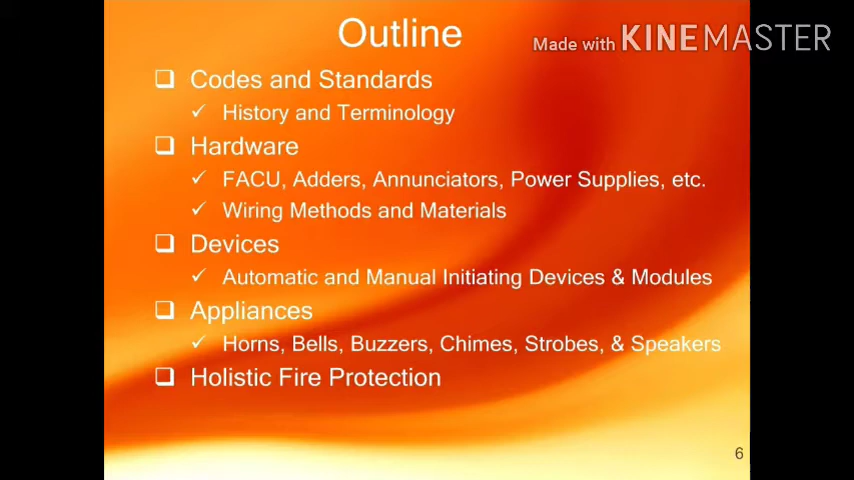 Outline
Made with KINEMASTER
❑ Codes and Standards
✓ History and Terminology
❑ Hardware
✓ FACU, Adders, Annunciators, Power Supplies, etc.
✓ Wiring Methods and Materials
❑ Devices
✓ Automatic and Manual Initiating Devices & Modules
❑ Appliances
✓ Horns, Bells, Buzzers, Chimes, Strobes, & Speakers
❑ Holistic Fire Protection
6